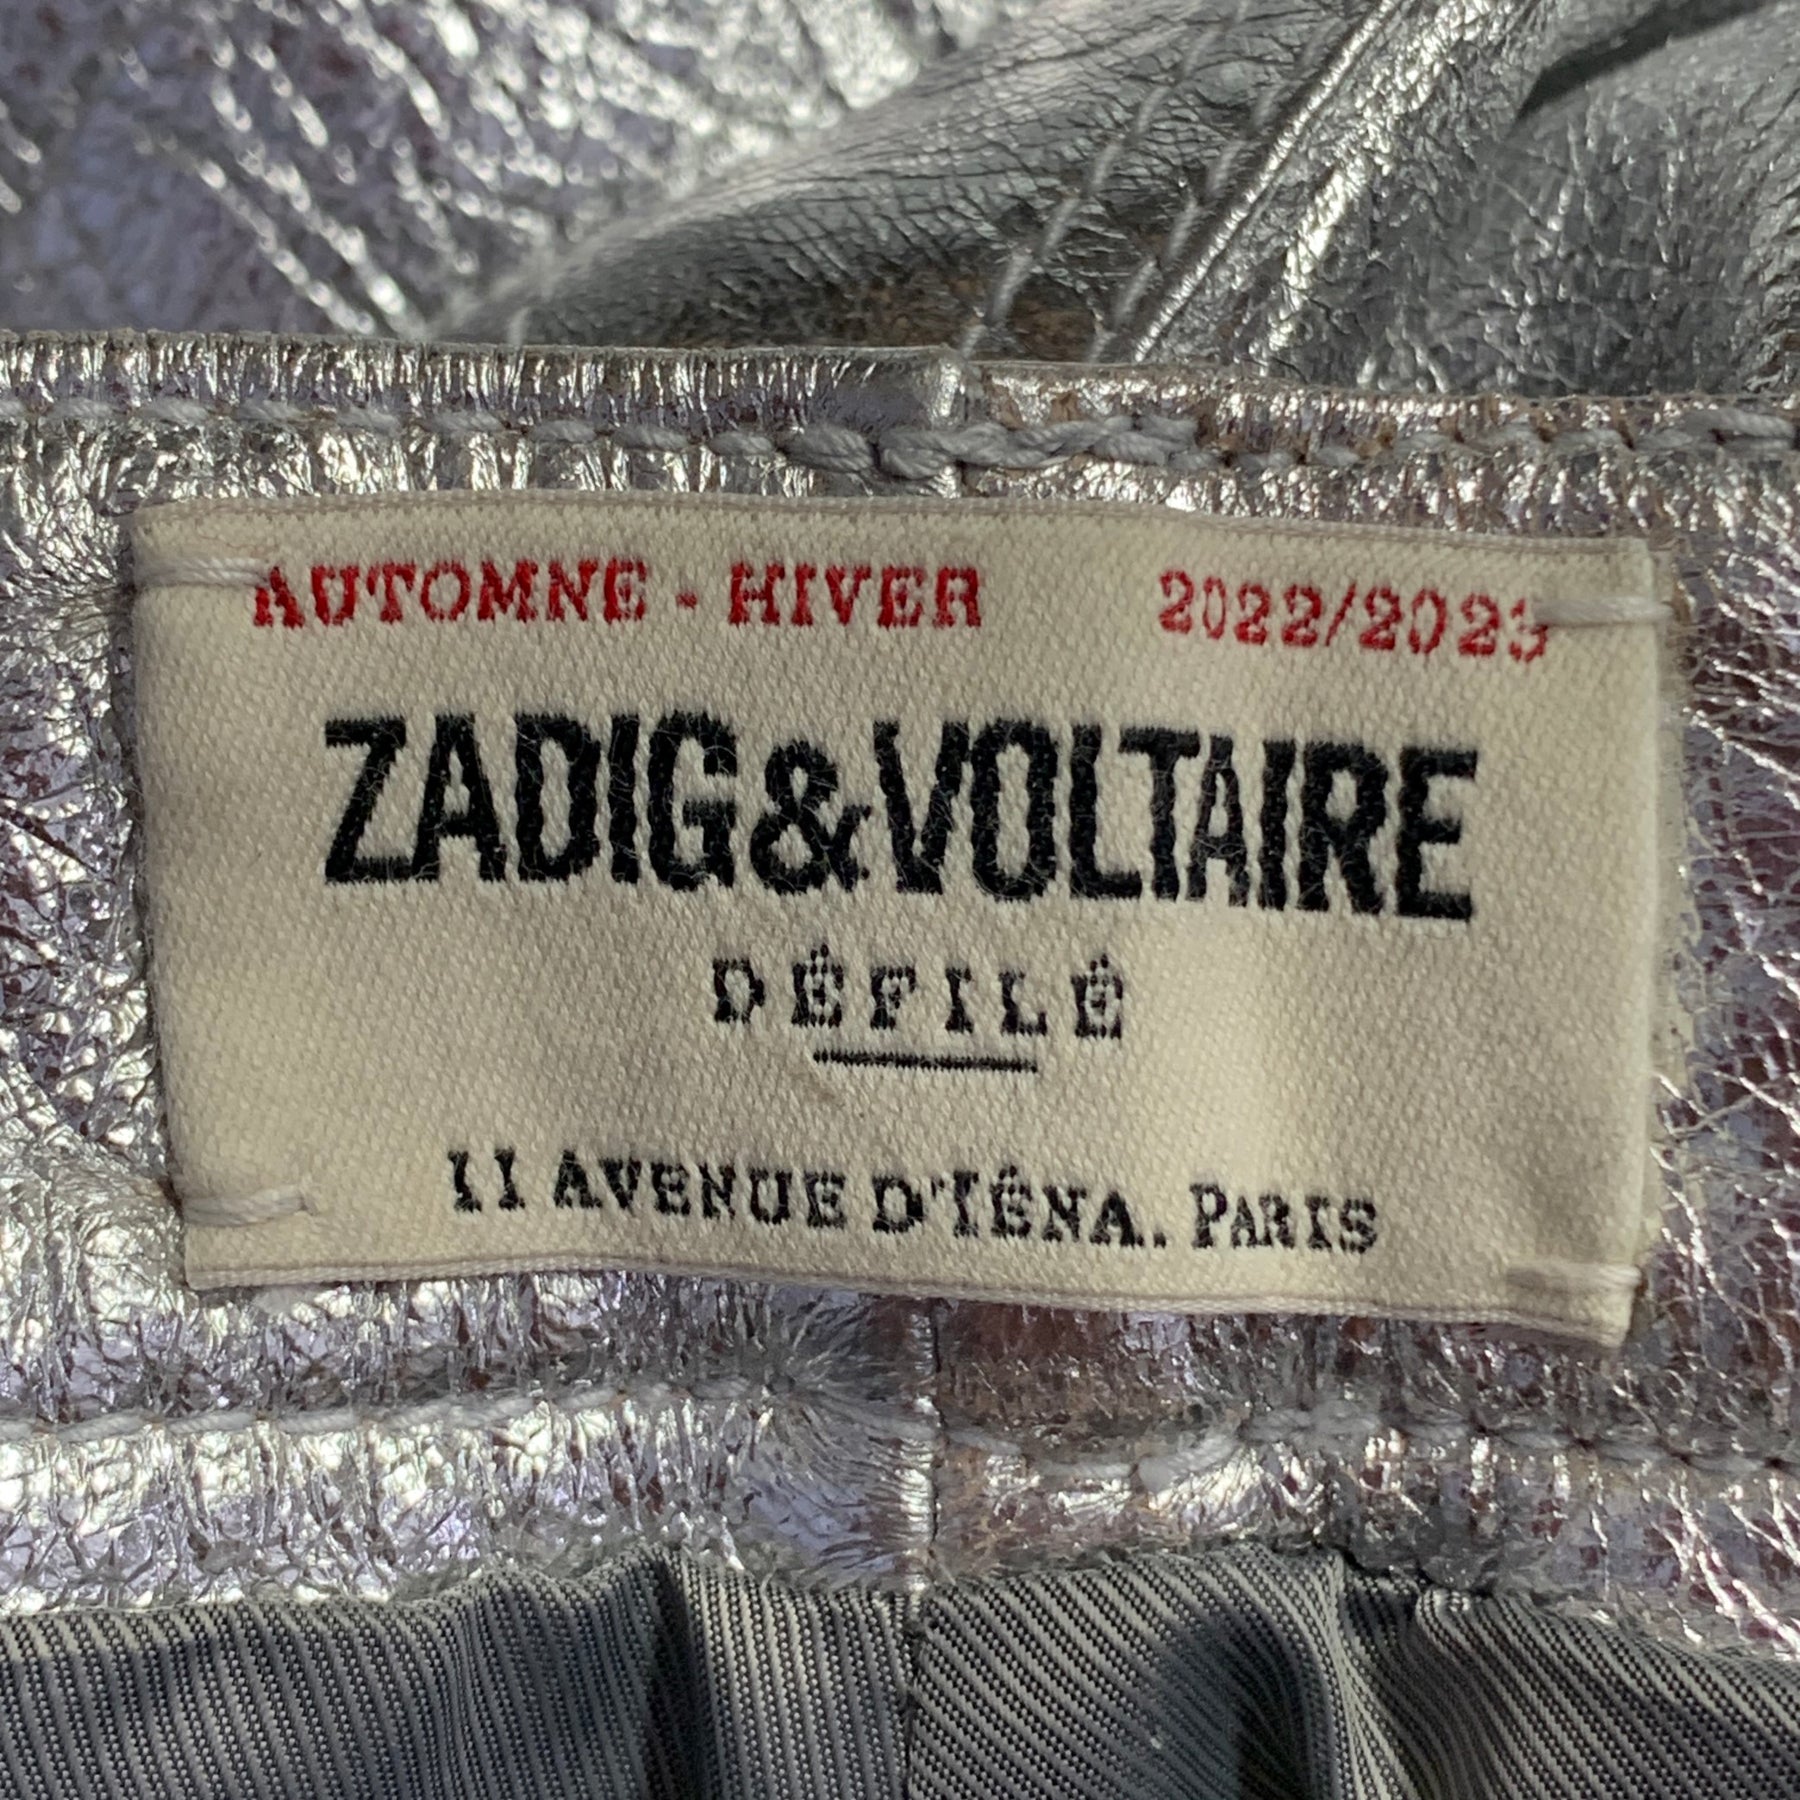 AUTOMNE - HIVER 2022/2023
ZADIG&VOLTAIRE
DÉFILÉ
11 AVENUE D'IÉNA. PARIS